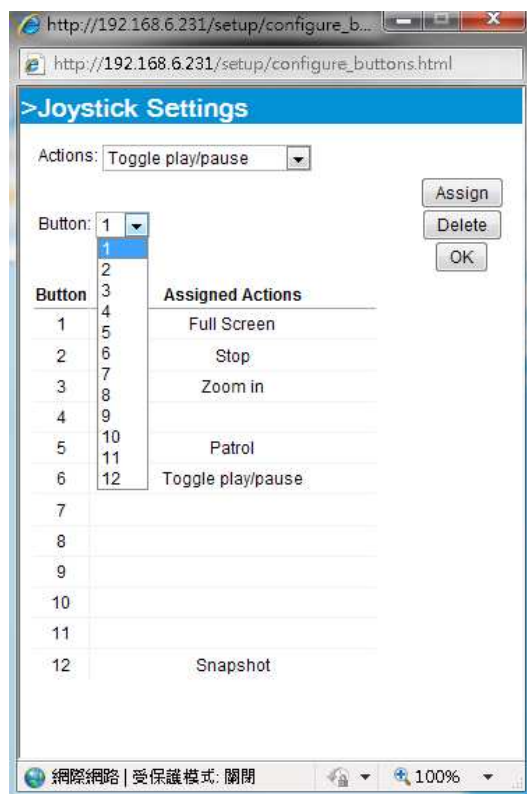 http://192.168.6.231/setup/configure_b...
http://192.168.6.231/setup/configure_buttons.html
>Joystick Settings
Actions: Toggle play/pause
Assign
Button: 1
Delete
OK
1
2
3
4
5
6
7
8
9
10
11
12
Button Assigned Actions
1 Full Screen
2 Stop
3 Zoom in
4
5 Patrol
6 Toggle play/pause
7
8
9
10
11
12 Snapshot
網際網路 | 受保護模式: 關閉 100%